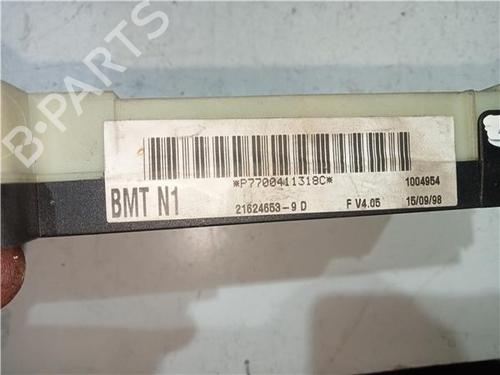 *P7700411318C*
1004954
BMT N1
21624653-9 D
F V4.05
15/09/98
B-PARTS